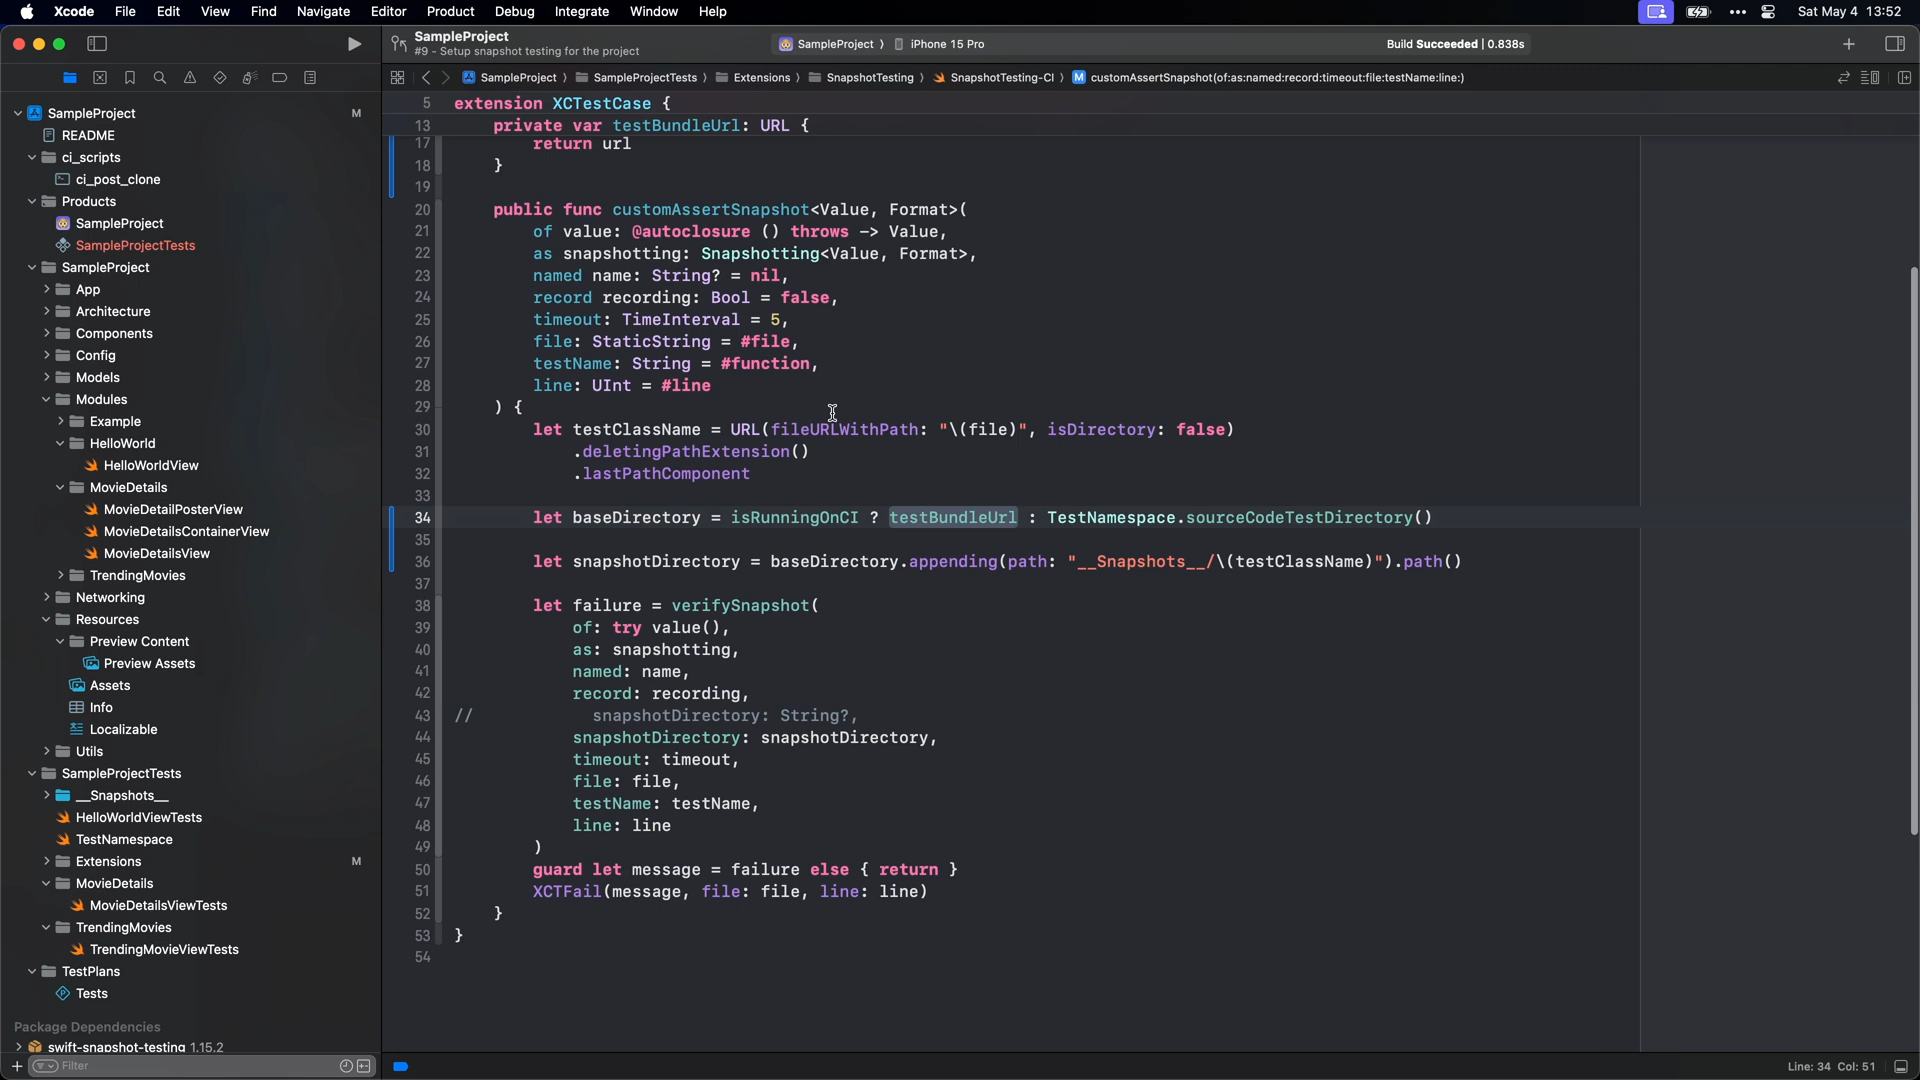 Xcode File Edit View Find Navigate Editor Product Debug Integrate Window Help Sat May 4 13:52
SampleProject
#9 - Setup snapshot testing for the project
SampleProject 〉 iPhone 15 Pro
Build Succeeded | 0.838s
SampleProject 〉 SampleProjectTests 〉 Extensions 〉 SnapshotTesting 〉 SnapshotTesting-CI 〉 M customAssertSnapshot(of:as:named:record:timeout:file:testName:line:)
SampleProject M
README
ci_scripts
ci_post_clone
Products
SampleProject
SampleProjectTests
SampleProject
App
Architecture
Components
Config
Models
Modules
Example
HelloWorld
HelloWorldView
MovieDetails
MovieDetailPosterView
MovieDetailsContainerView
MovieDetailsView
TrendingMovies
Networking
Resources
Preview Content
Preview Assets
Assets
Info
Localizable
Utils
SampleProjectTests
__Snapshots__
HelloWorldViewTests
TestNamespace
Extensions M
MovieDetails
MovieDetailsViewTests
TrendingMovies
TrendingMovieViewTests
TestPlans
Tests
Package Dependencies
swift-snapshot-testing 1.15.2
Filter
5 extension XCTestCase {
13 private var testBundleUrl: URL {
17 return url
18 }
19
20 public func customAssertSnapshot<Value, Format>(
21 of value: @autoclosure () throws -> Value,
22 as snapshotting: Snapshotting<Value, Format>,
23 named name: String? = nil,
24 record recording: Bool = false,
25 timeout: TimeInterval = 5,
26 file: StaticString = #file,
27 testName: String = #function,
28 line: UInt = #line
29 ) {
30 let testClassName = URL(fileURLWithPath: "\(file)", isDirectory: false)
31 .deletingPathExtension()
32 .lastPathComponent
33
34 let baseDirectory = isRunningOnCI ? testBundleUrl : TestNamespace.sourceCodeTestDirectory()
35
36 let snapshotDirectory = baseDirectory.appending(path: "__Snapshots__/\(testClassName)").path()
37
38 let failure = verifySnapshot(
39 of: try value(),
40 as: snapshotting,
41 named: name,
42 record: recording,
43 // snapshotDirectory: String?,
44 snapshotDirectory: snapshotDirectory,
45 timeout: timeout,
46 file: file,
47 testName: testName,
48 line: line
49 )
50 guard let message = failure else { return }
51 XCTFail(message, file: file, line: line)
52 }
53 }
54
Line: 34 Col: 51